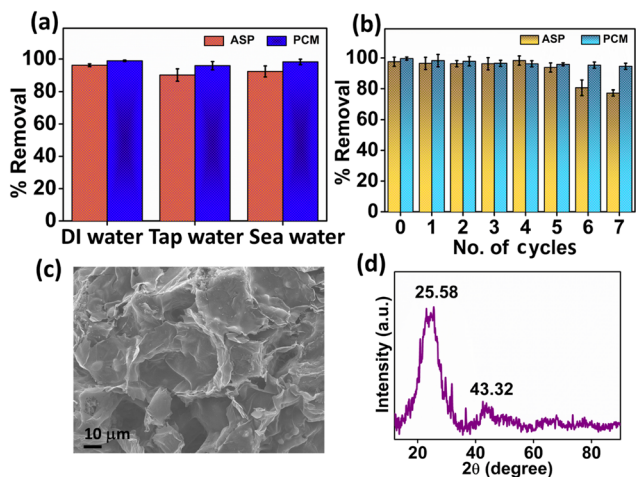 (a)
ASP PCM
% Removal
100
80
60
40
20
0
DI water Tap water Sea water
(b)
ASP PCM
% Removal
100
80
60
40
20
0
0 1 2 3 4 5 6 7
No. of cycles
(c)
10 μm
(d)
25.58
43.32
Intensity (a.u.)
20 40 60 80
2θ (degree)